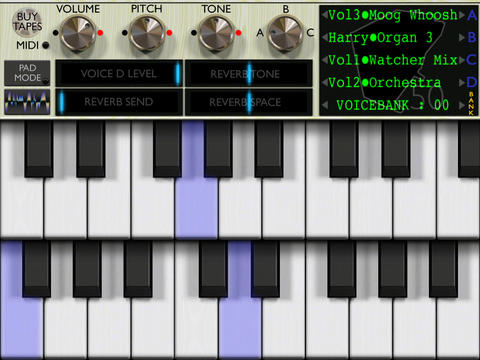 BUY
TAPES
VOLUME
PITCH
TONE
B
A
C
MIDI
PAD
MODE
VOICE D LEVEL
REVERB TONE
REVERB SEND
REVERB SPACE
Vol3●Moog Whoosh A
Harry●Organ 3 B
Vol1●Watcher Mix C
Vol2●Orchestra D
VOICEBANK : 00
BANK
50